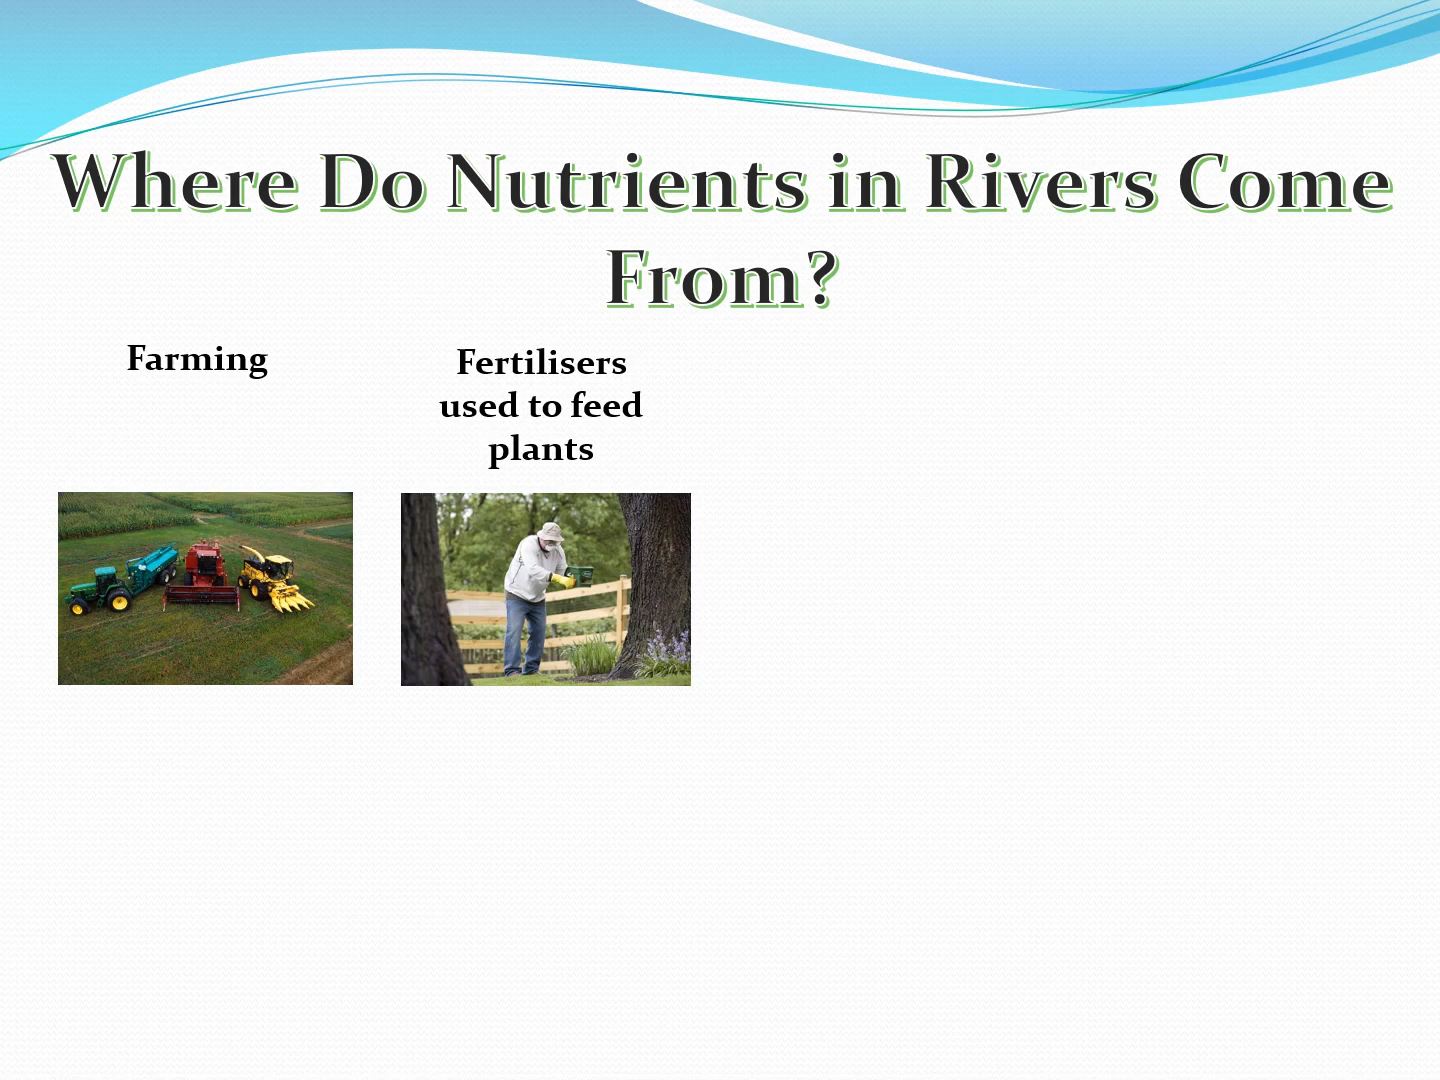 Where Do Nutrients in Rivers Come
From?
Farming
Fertilisers
used to feed
plants